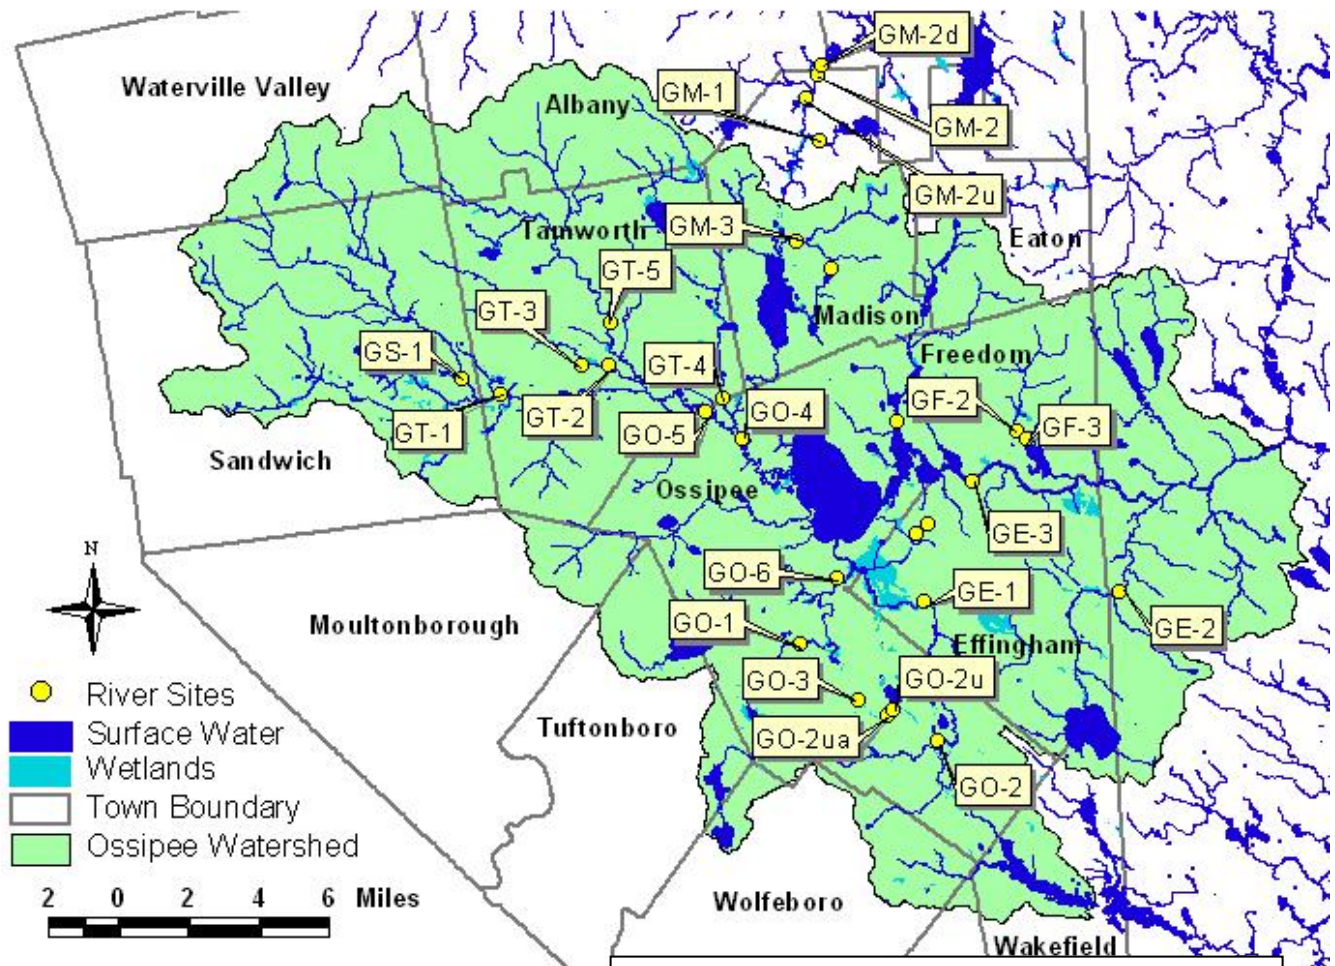 GM-2d
Waterville Valley
Albany
GM-1
GM-2
GM-2u
Tamworth
GM-3
Eaton
GT-5
GT-3
Madison
GS-1
GT-4
Freedom
GF-2
GO-4
GT-1
GT-2
GO-5
GF-3
Sandwich
Ossipee
GE-3
N
GO-6
GE-1
Moultonborough
GO-1
Effingham
GE-2
GO-3
GO-2u
River Sites
Tuftonboro
GO-2ua
Surface Water
Wetlands
GO-2
Town Boundary
Ossipee Watershed
2 0 2 4 6 Miles
Wolfeboro
Wakefield